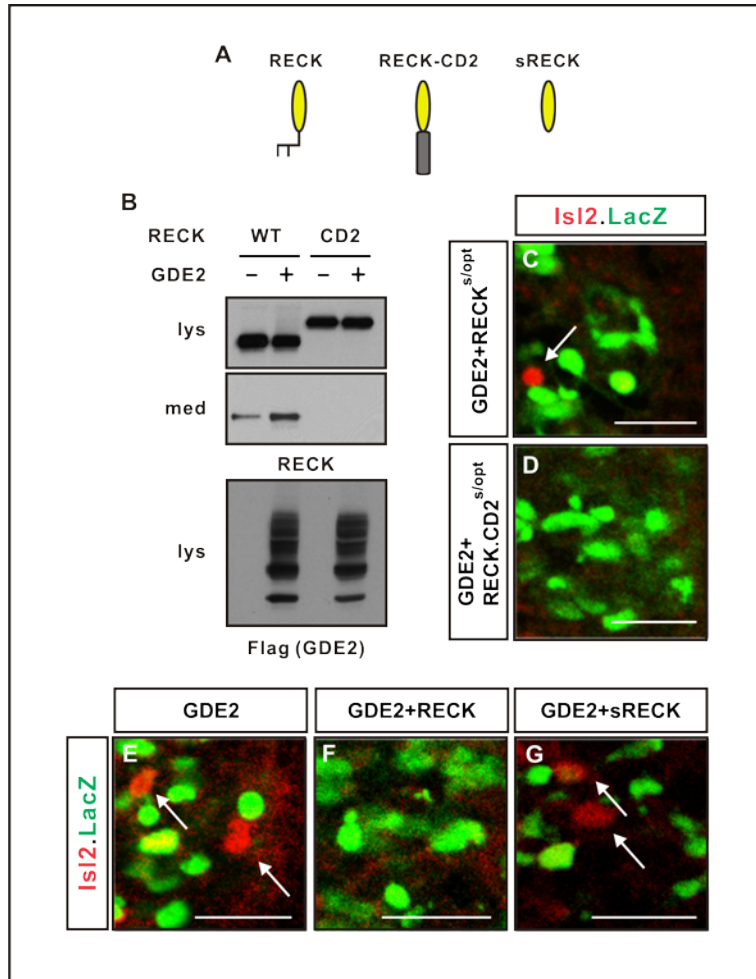 A
RECK RECK-CD2 sRECK
B
RECK WT CD2
GDE2 − + − +
lys
med
RECK
lys
Flag (GDE2)
Isl2.LacZ
GDE2+RECK^s/opt
C
GDE2+
RECK.CD2^s/opt
D
GDE2 GDE2+RECK GDE2+sRECK
Isl2.LacZ
E F G